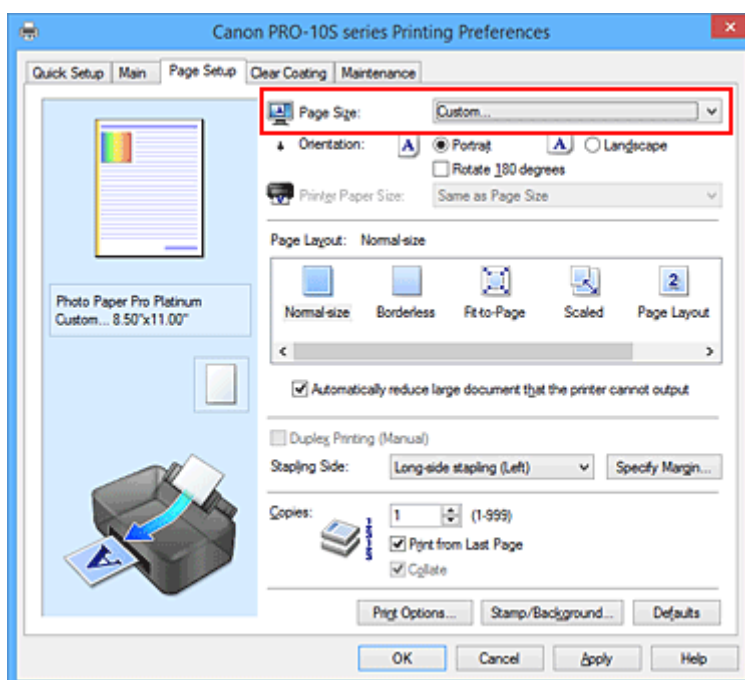 Canon PRO-10S series Printing Preferences
Quick Setup Main Page Setup Clear Coating Maintenance
Page Size: Custom...
Orientation: A Portrait A Landscape
Rotate 180 degrees
Printer Paper Size: Same as Page Size
Page Layout: Normal-size
2
Normal-size Borderless Fit-to-Page Scaled Page Layout
Photo Paper Pro Platinum
Custom... 8.50"x11.00"
Automatically reduce large document that the printer cannot output
Duplex Printing (Manual)
Stapling Side: Long-side stapling (Left) Specify Margin...
Copies: 1 (1-999)
Print from Last Page
Collate
A
Print Options... Stamp/Background... Defaults
OK Cancel Apply Help